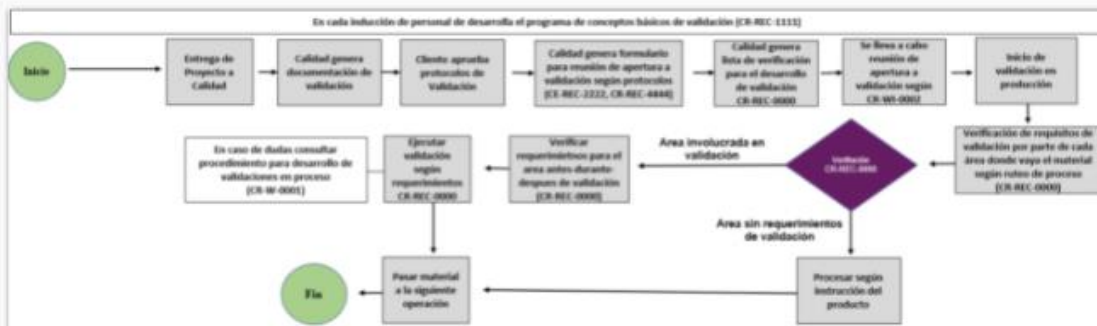 En cada inducción de personal de desarrolla el programa de conceptos básicos de validación (CR-REC-1111)
Inicio
Entrega de
Proyecto a
Calidad
Calidad genera
documentación de
validación
Cliente aprueba
protocolos de
Validación
Calidad genera formulario
para reunión de apertura a
validación según protocolos
(CE-REC-2222, CR-REC-4444)
Calidad genera
lista de verificación
para el desarrollo
de validación
CR-REC-0000
Se lleva a cabo
reunión de
apertura a
validación según
CR-WI-0002
Inicio de
validación en
producción
Verificación de requisitos de
validación por parte de cada
área donde vaya el material
según ruteo de proceso
(CR-REC-0000)
Verificación
CR-REC-0000
Area involucrada en
validación
Verificar
requerimientos para el
area antes-durante-
despues de validación
(CR-REC-0000)
Ejecutar
validación
según
requerimientos
CR-REC-0000
En caso de dudas consultar
procedimiento para desarrollo de
validaciones en proceso
(CR-W-0001)
Area sin requerimientos
de validación
Procesar según
instrucción del
producto
Pasar material
a la siguiente
operación
Fin